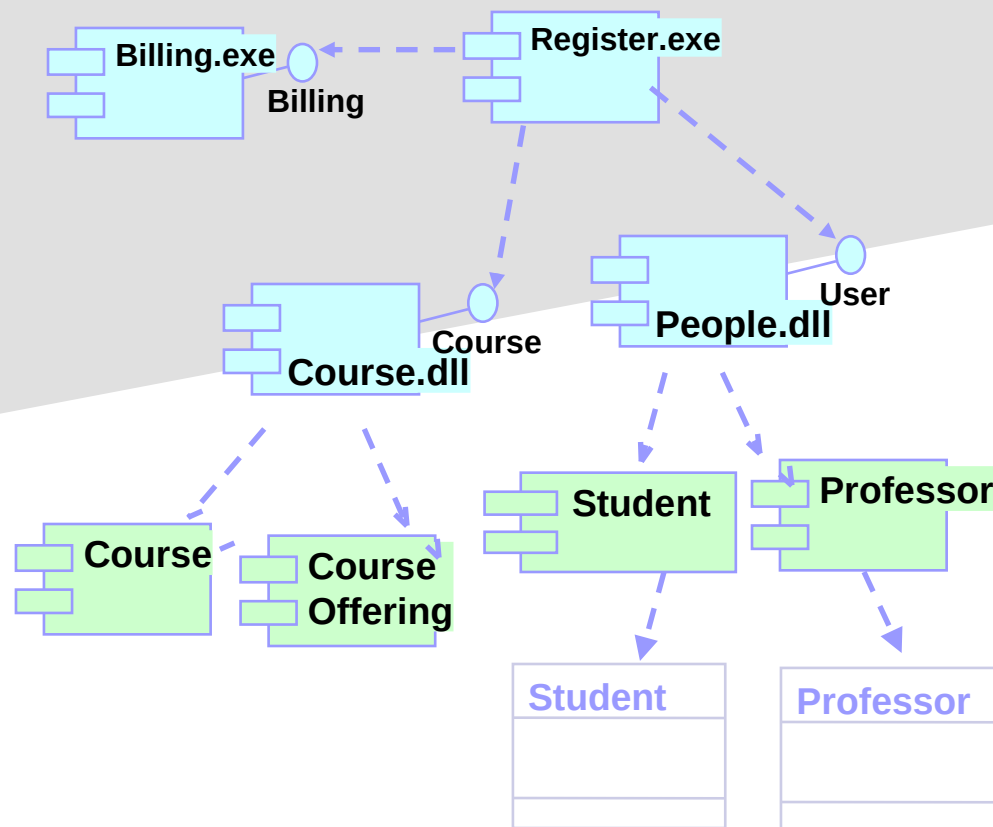 Billing.exe
Register.exe
Billing
User
People.dll
Course
Course.dll
Student
Professor
Course
Course
Offering
Student
Professor